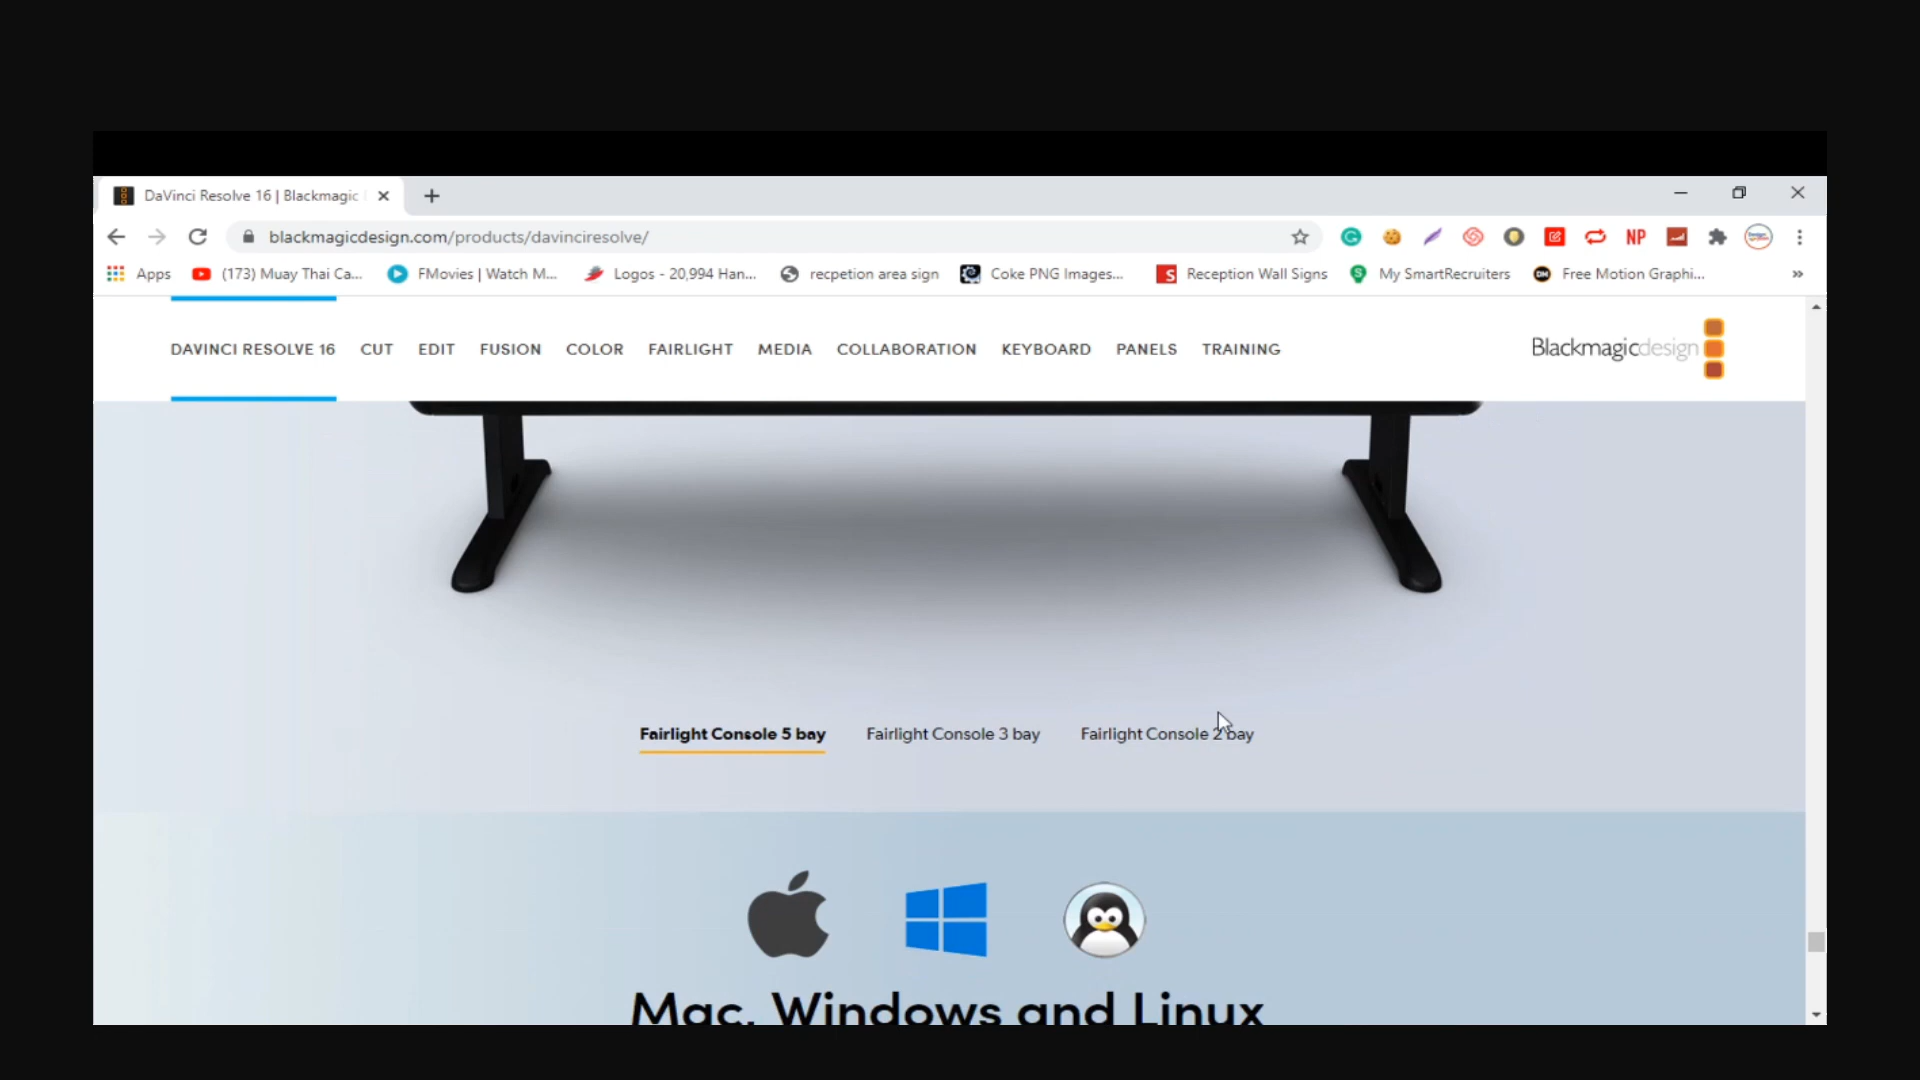 DaVinci Resolve 16 | Blackmagic
blackmagicdesign.com/products/davinciresolve/
Apps (173) Muay Thai Ca... FMovies | Watch M... Logos - 20,994 Han... recpetion area sign Coke PNG Images... Reception Wall Signs My SmartRecruiters Free Motion Graphi... »
DAVINCI RESOLVE 16 CUT EDIT FUSION COLOR FAIRLIGHT MEDIA COLLABORATION KEYBOARD PANELS TRAINING Blackmagicdesign
Fairlight Console 5 bay Fairlight Console 3 bay Fairlight Console 2 bay
Mac, Windows and Linux